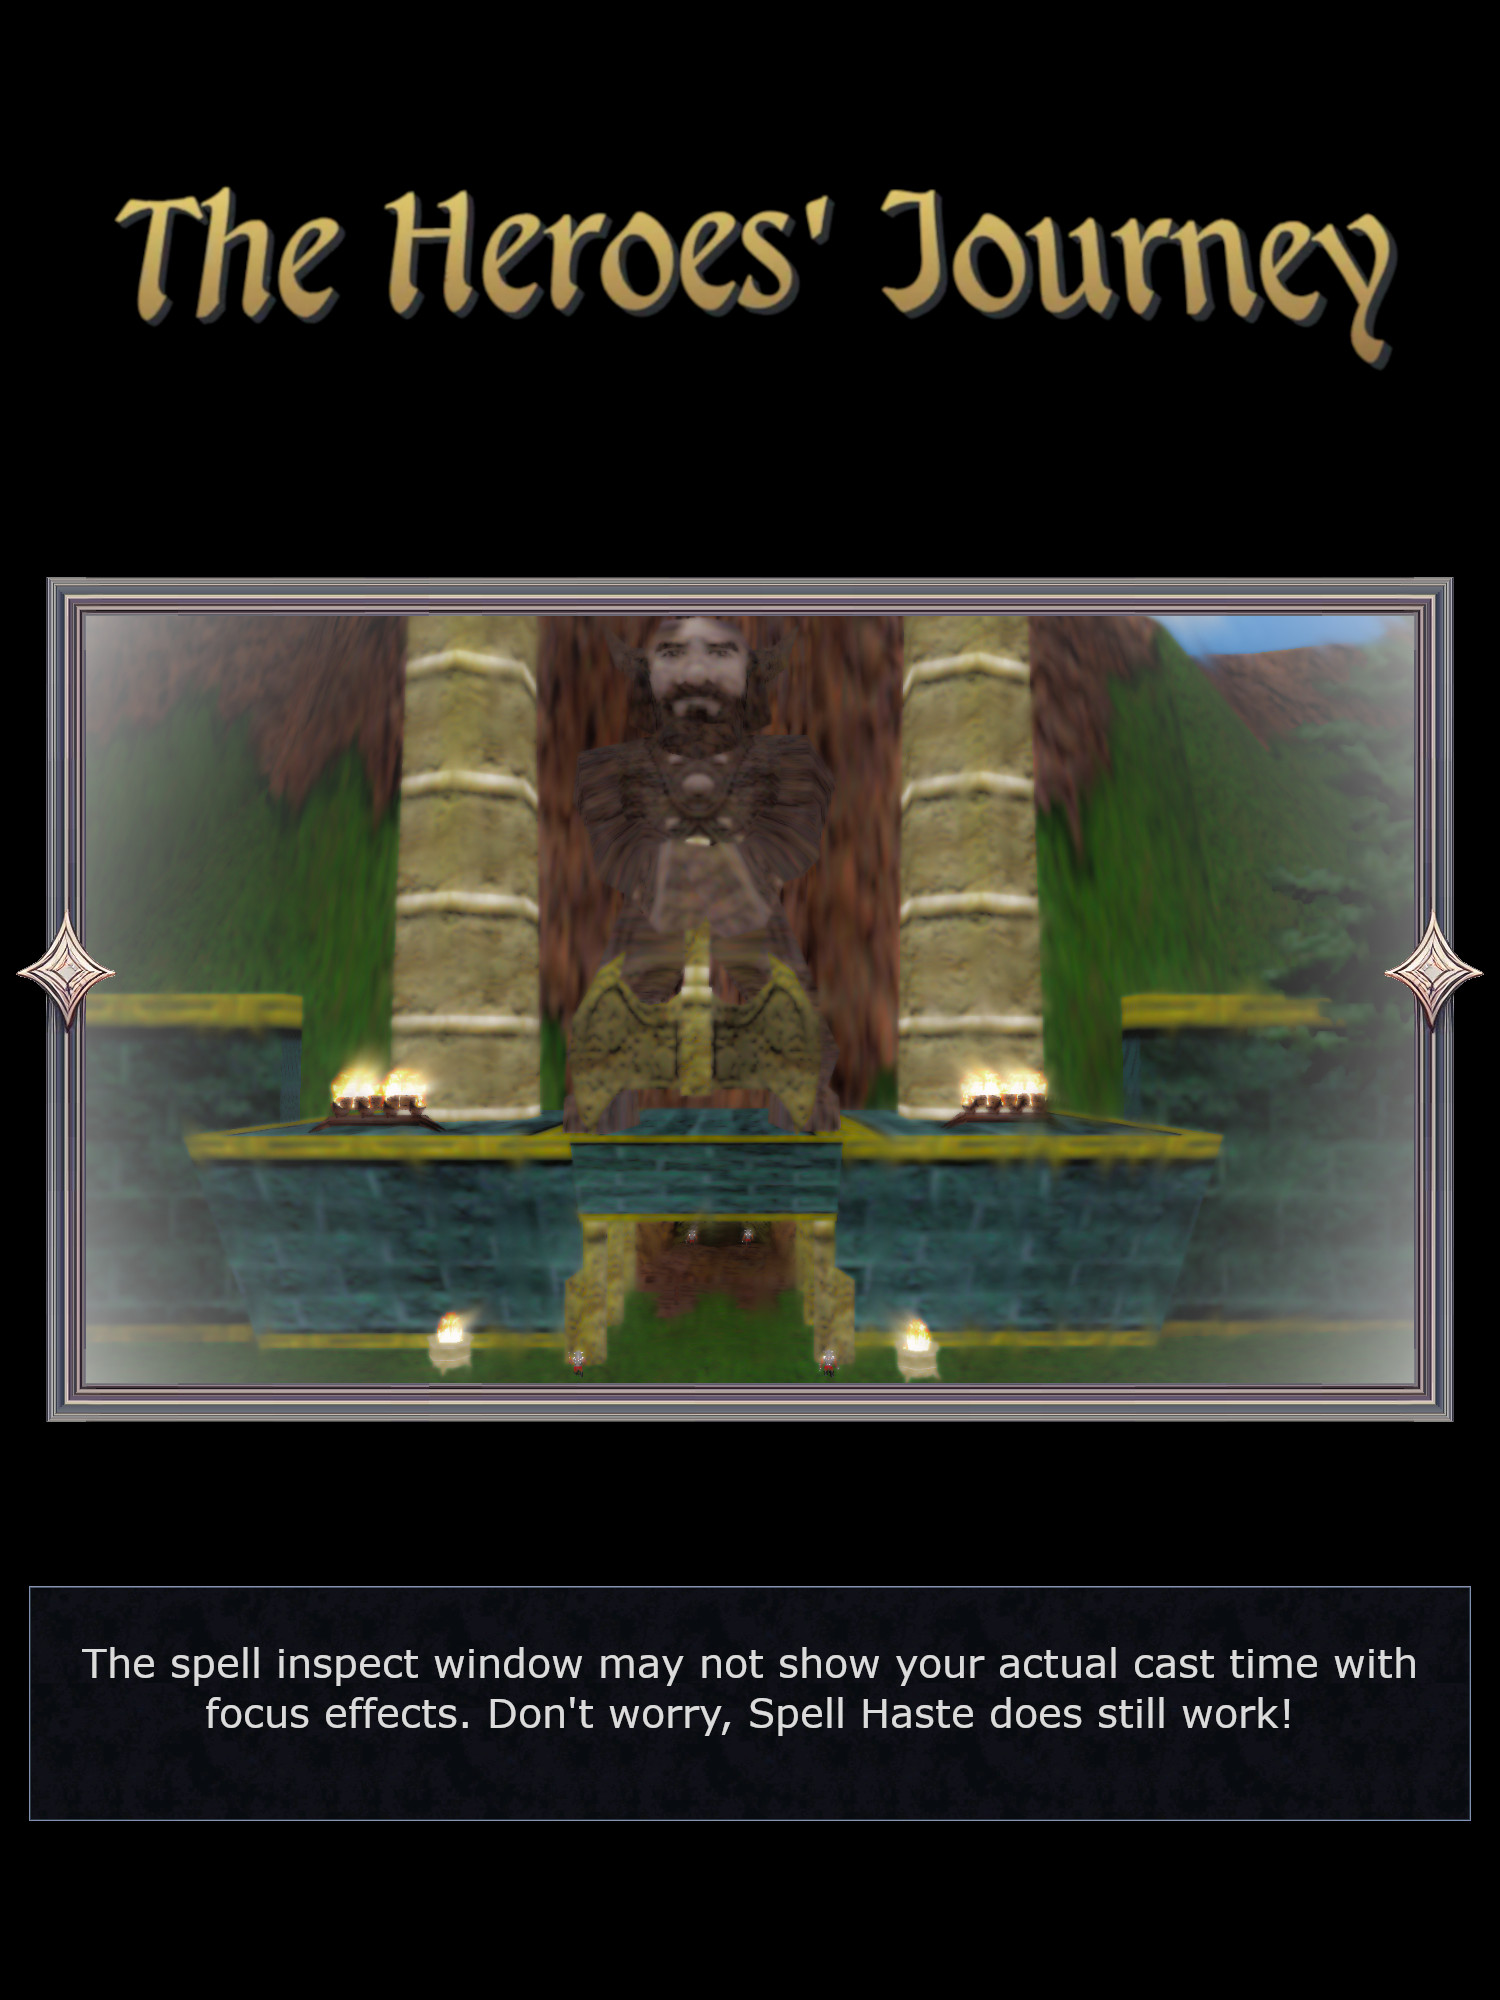 The Heroes' Journey
The spell inspect window may not show your actual cast time with
focus effects. Don't worry, Spell Haste does still work!